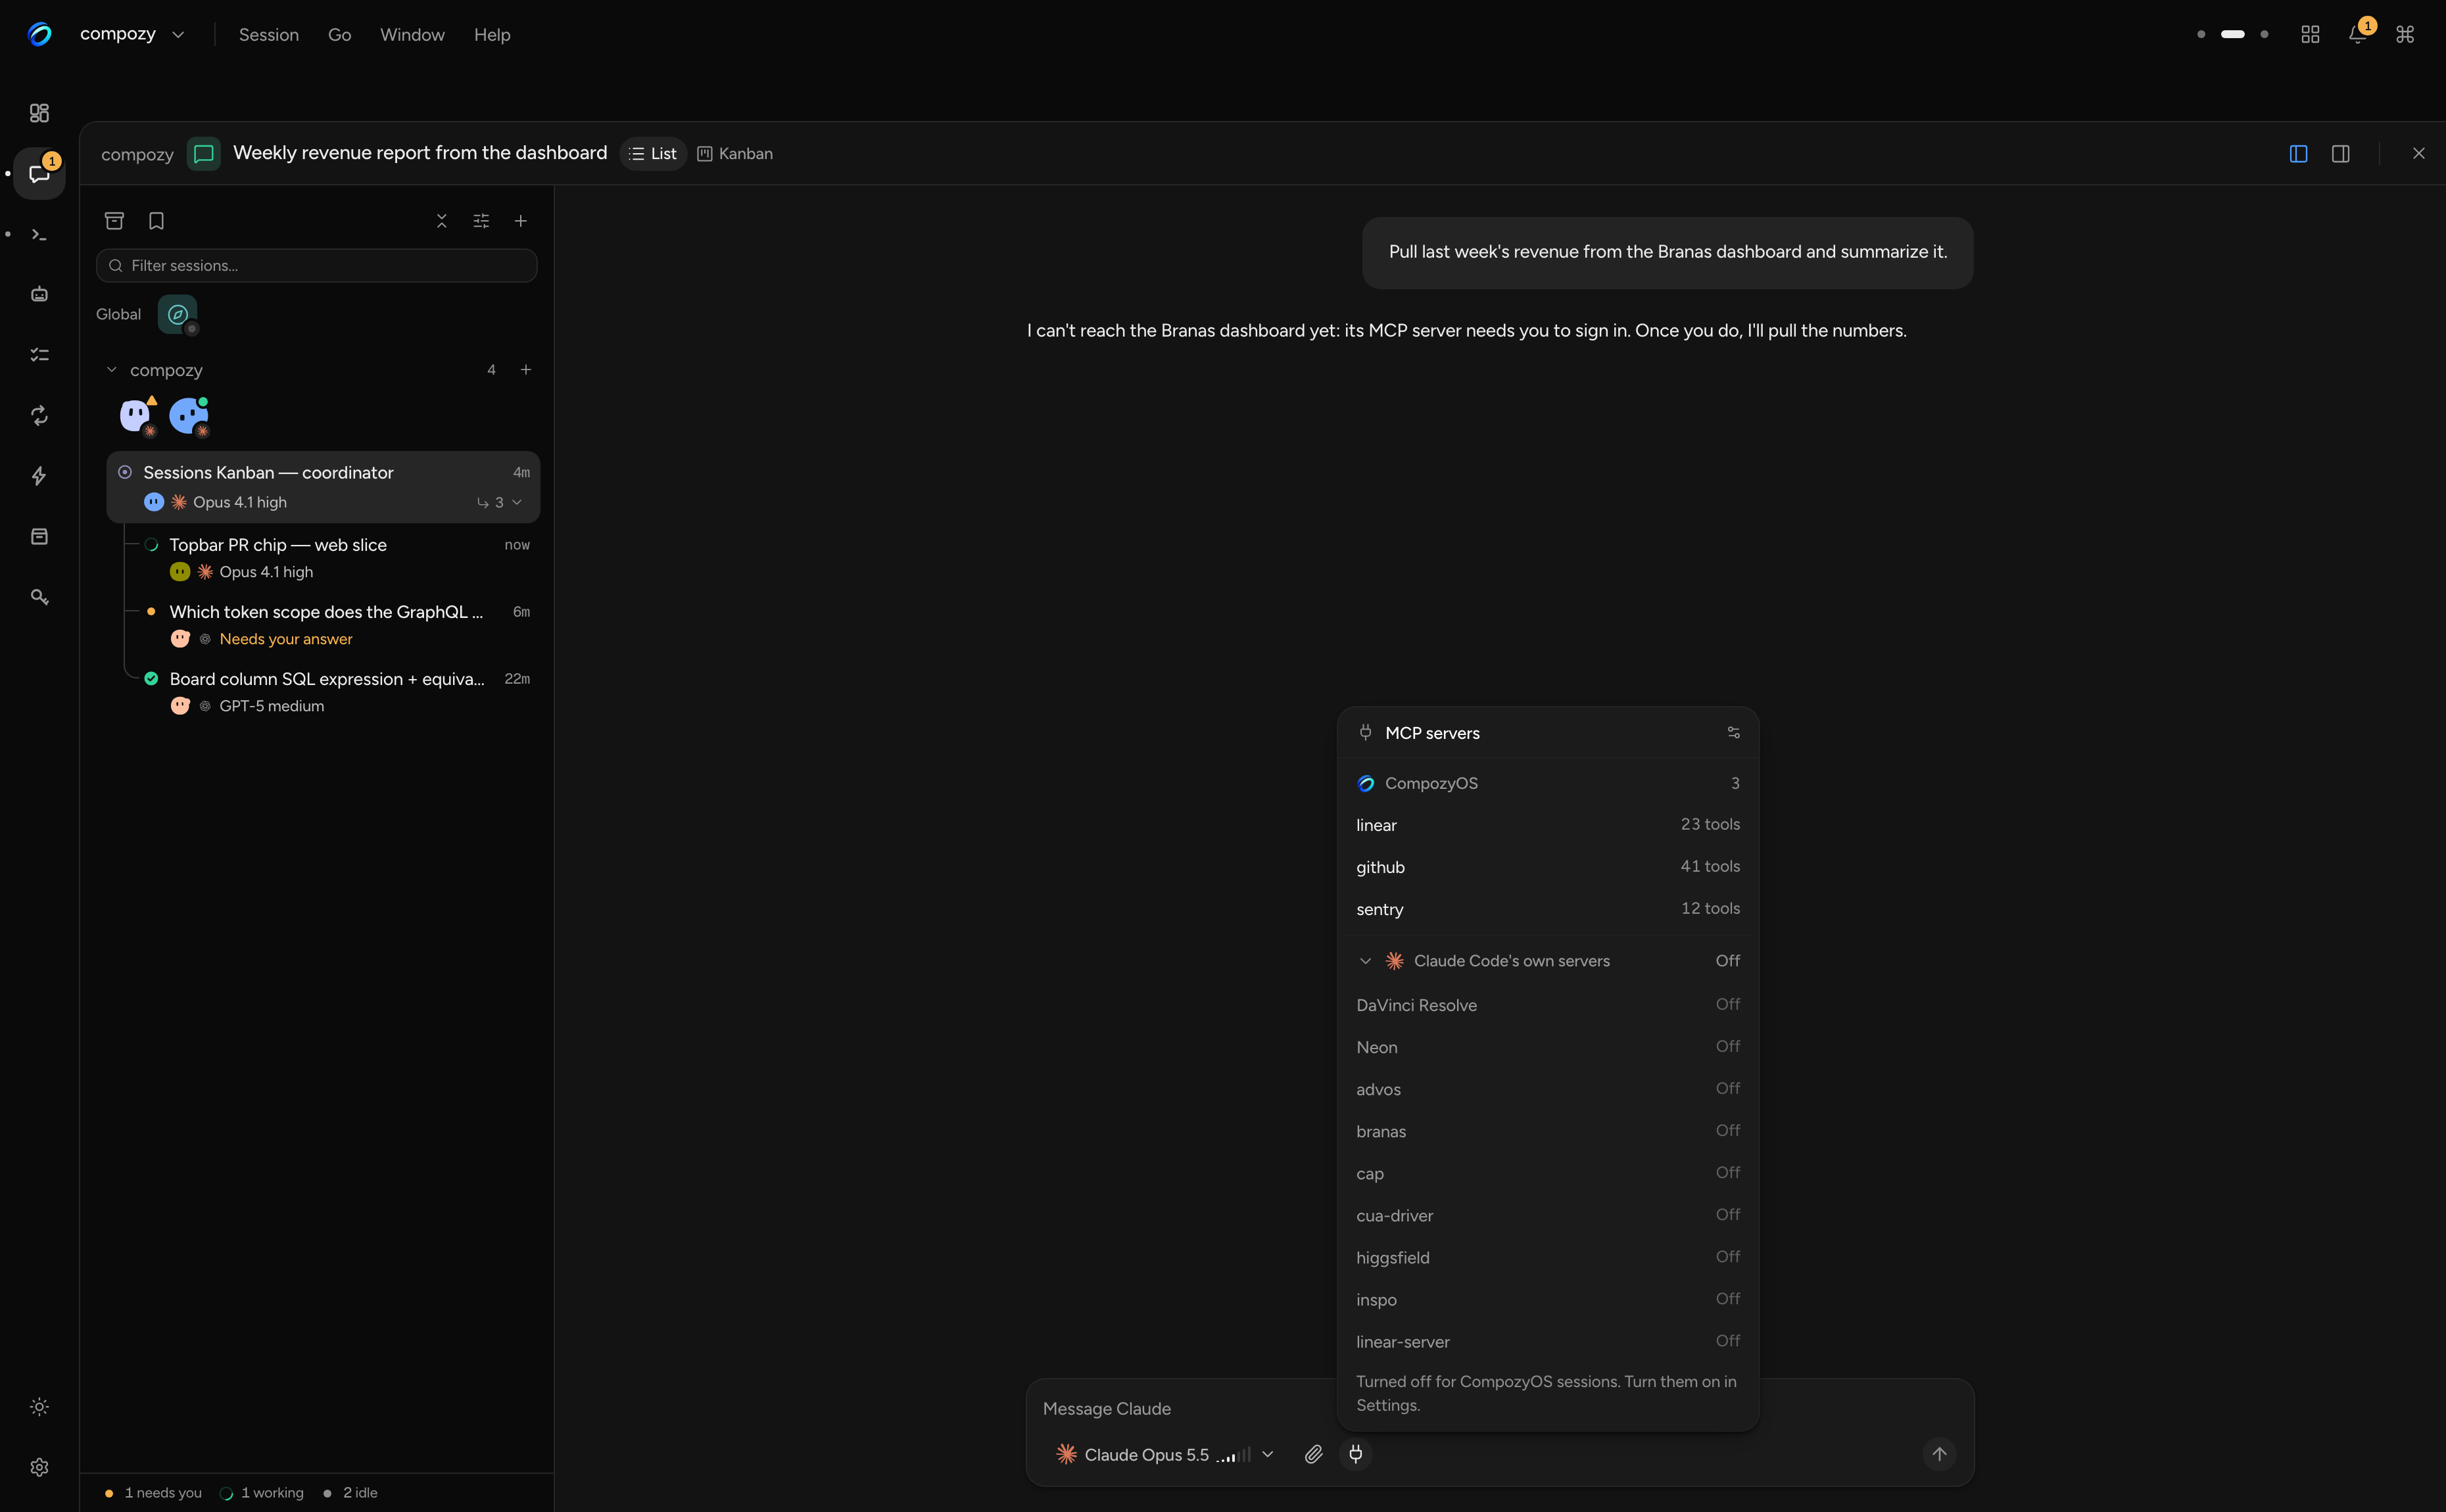 compozy
Session
Go
Window
Help
1
compozy
Weekly revenue report from the dashboard
List
Kanban
1
Filter sessions...
Global
compozy
4
Sessions Kanban — coordinator
4m
Opus 4.1 high
3
Topbar PR chip — web slice
now
Opus 4.1 high
Which token scope does the GraphQL ...
6m
Needs your answer
Board column SQL expression + equiva...
22m
GPT-5 medium
1 needs you
1 working
2 idle
Pull last week's revenue from the Branas dashboard and summarize it.
I can't reach the Branas dashboard yet: its MCP server needs you to sign in. Once you do, I'll pull the numbers.
MCP servers
CompozyOS
3
linear
23 tools
github
41 tools
sentry
12 tools
Claude Code's own servers
Off
DaVinci Resolve
Off
Neon
Off
advos
Off
branas
Off
cap
Off
cua-driver
Off
higgsfield
Off
inspo
Off
linear-server
Off
Turned off for CompozyOS sessions. Turn them on in
Settings.
Message Claude
Claude Opus 5.5